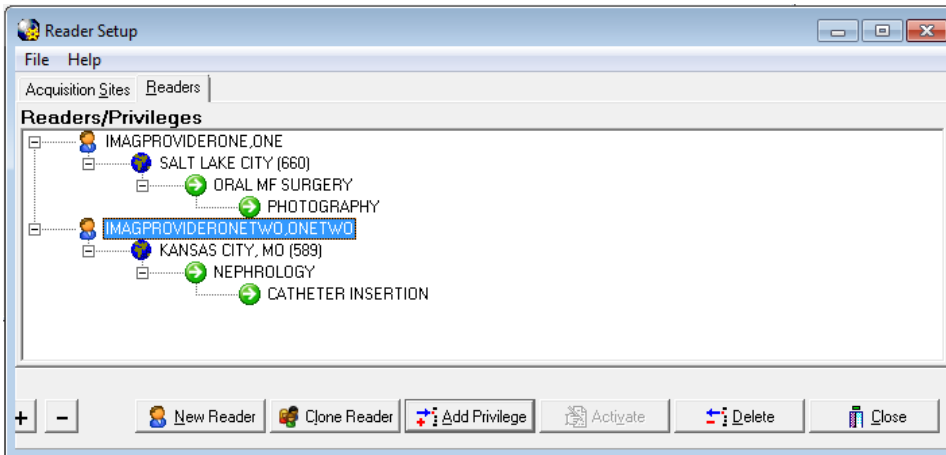 Reader Setup
File Help
Acquisition Sites Readers
Readers/Privileges
IMAGPROVIDERONE,ONE
SALT LAKE CITY (660)
ORAL MF SURGERY
PHOTOGRAPHY
IMAGPROVIDERONETWO,ONETWO
KANSAS CITY, MO (589)
NEPHROLOGY
CATHETER INSERTION
+ − New Reader Clone Reader Add Privilege Activate Delete Close